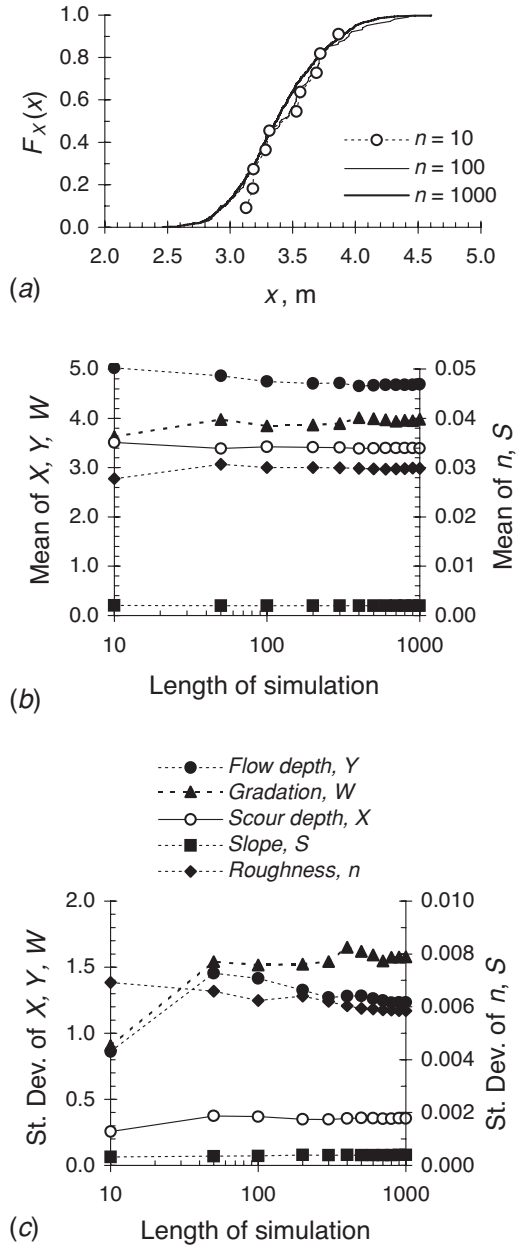 1.0
0.8
0.6
0.4
0.2
0.0
F_X(x)
n = 10
n = 100
n = 1000
2.0 2.5 3.0 3.5 4.0 4.5 5.0
(a)
x, m
5.0
4.0
3.0
2.0
1.0
0.0
Mean of X, Y, W
0.05
0.04
0.03
0.02
0.01
0.00
Mean of n, S
10 100 1000
(b)
Length of simulation
Flow depth, Y
Gradation, W
Scour depth, X
Slope, S
Roughness, n
2.0
1.5
1.0
0.5
0.0
St. Dev. of X, Y, W
0.010
0.008
0.006
0.004
0.002
0.000
St. Dev. of n, S
10 100 1000
(c)
Length of simulation